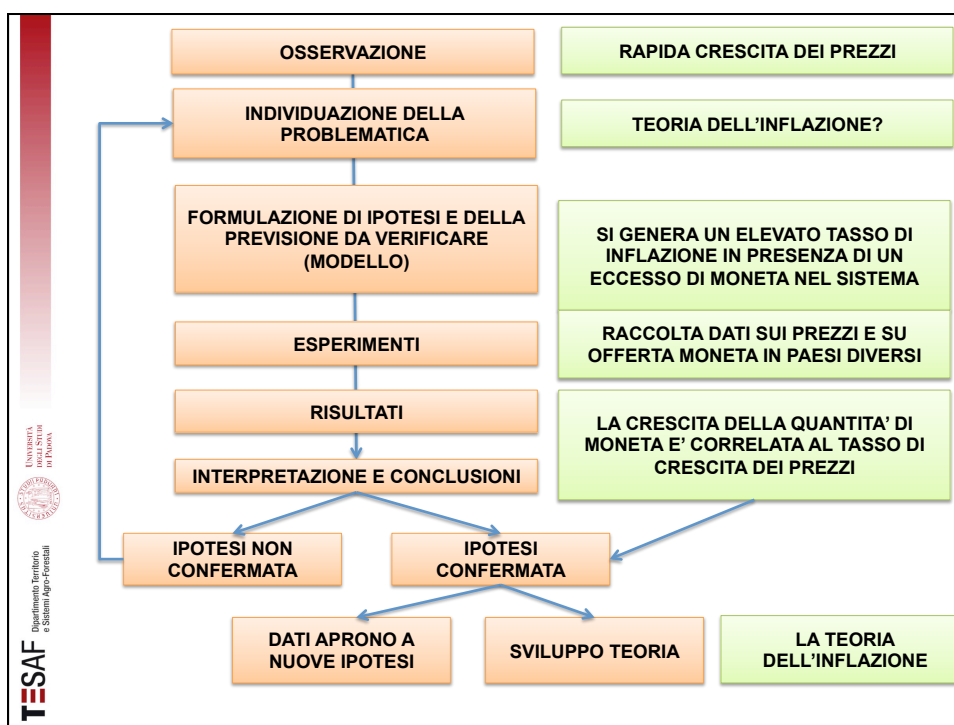 OSSERVAZIONE
RAPIDA CRESCITA DEI PREZZI
INDIVIDUAZIONE DELLA
PROBLEMATICA
TEORIA DELL'INFLAZIONE?
FORMULAZIONE DI IPOTESI E DELLA
PREVISIONE DA VERIFICARE
(MODELLO)
SI GENERA UN ELEVATO TASSO DI
INFLAZIONE IN PRESENZA DI UN
ECCESSO DI MONETA NEL SISTEMA
ESPERIMENTI
RACCOLTA DATI SUI PREZZI E SU
OFFERTA MONETA IN PAESI DIVERSI
RISULTATI
LA CRESCITA DELLA QUANTITA' DI
MONETA E' CORRELATA AL TASSO DI
CRESCITA DEI PREZZI
INTERPRETAZIONE E CONCLUSIONI
IPOTESI NON
CONFERMATA
IPOTESI
CONFERMATA
DATI APRONO A
NUOVE IPOTESI
SVILUPPO TEORIA
LA TEORIA
DELL'INFLAZIONE
UNIVERSITÀ
DEGLI STUDI
DI PADOVA
TESAF
Dipartimento Territorio
e Sistemi Agro-Forestali